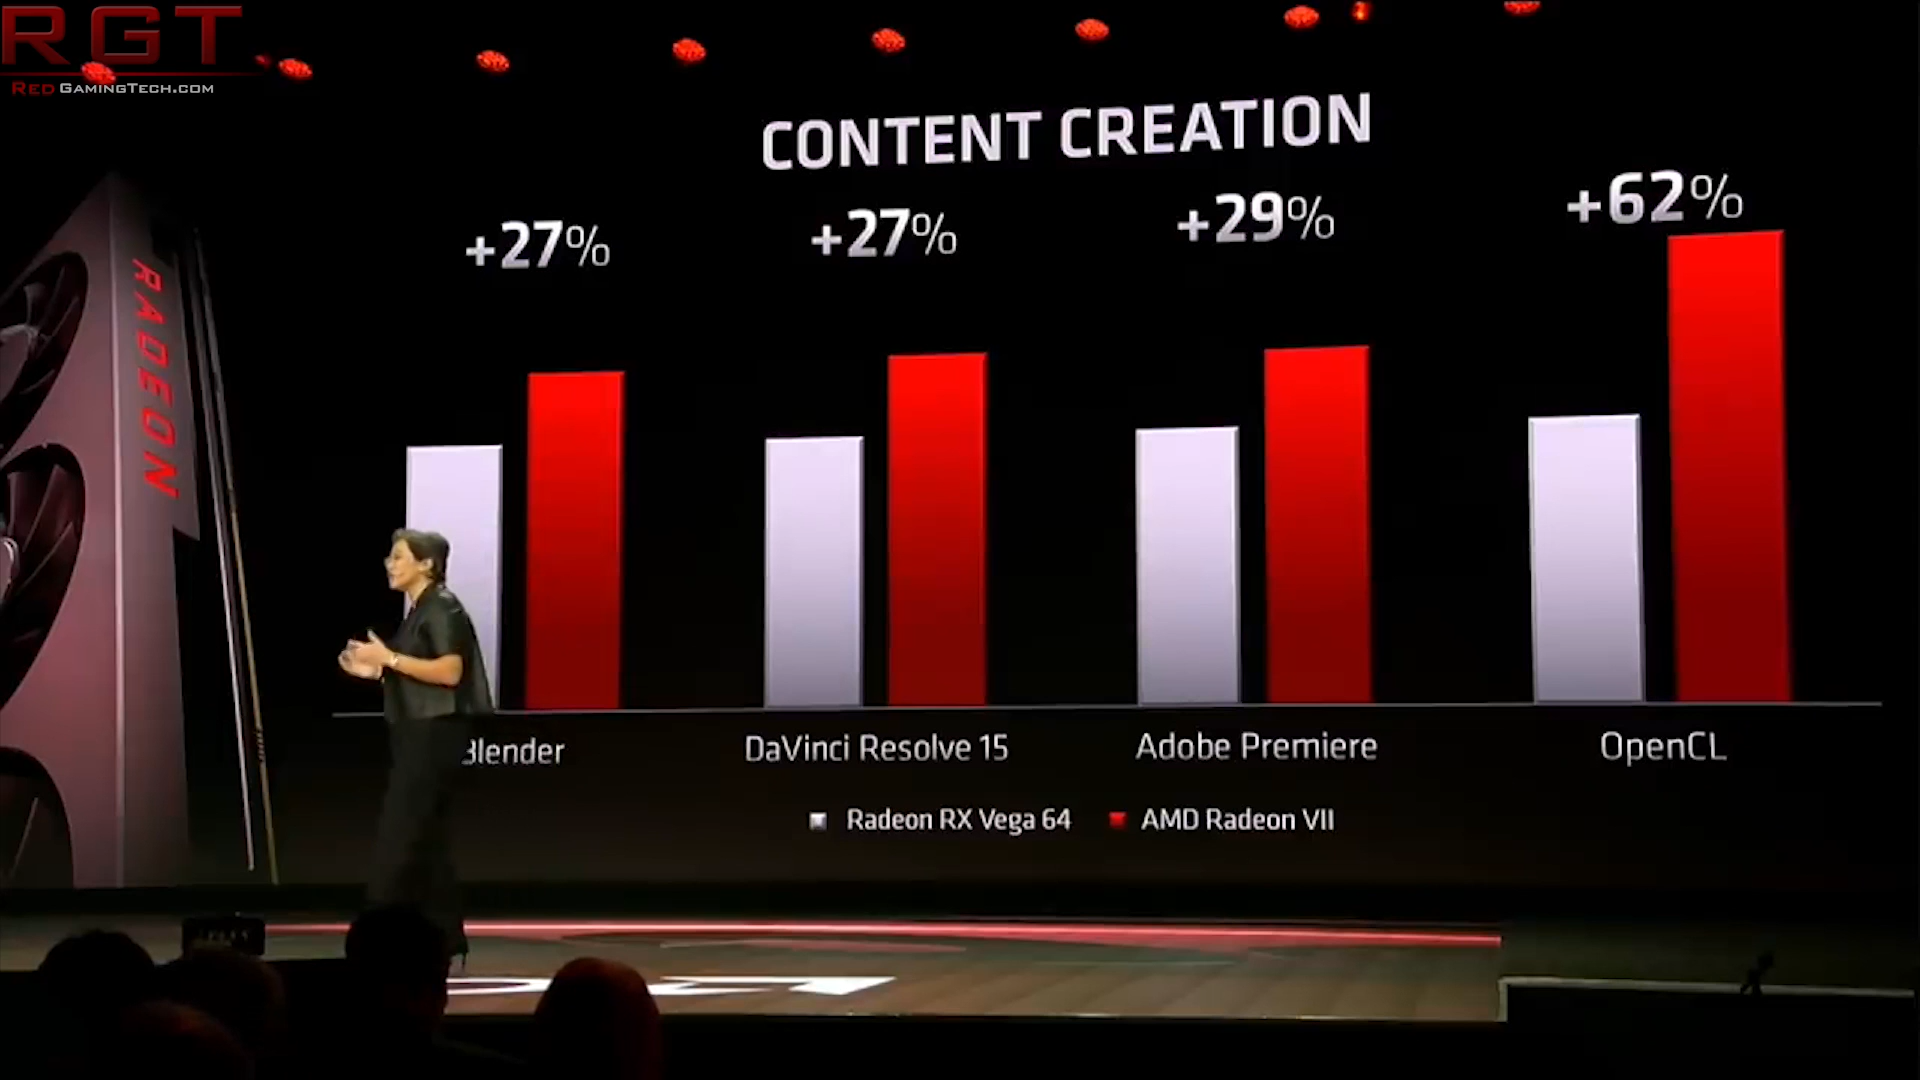 RGT
REDGAMINGTECH.COM
CONTENT CREATION
+27%
+27%
+29%
+62%
RADEON
Blender
DaVinci Resolve 15
Adobe Premiere
OpenCL
Radeon RX Vega 64
AMD Radeon VII